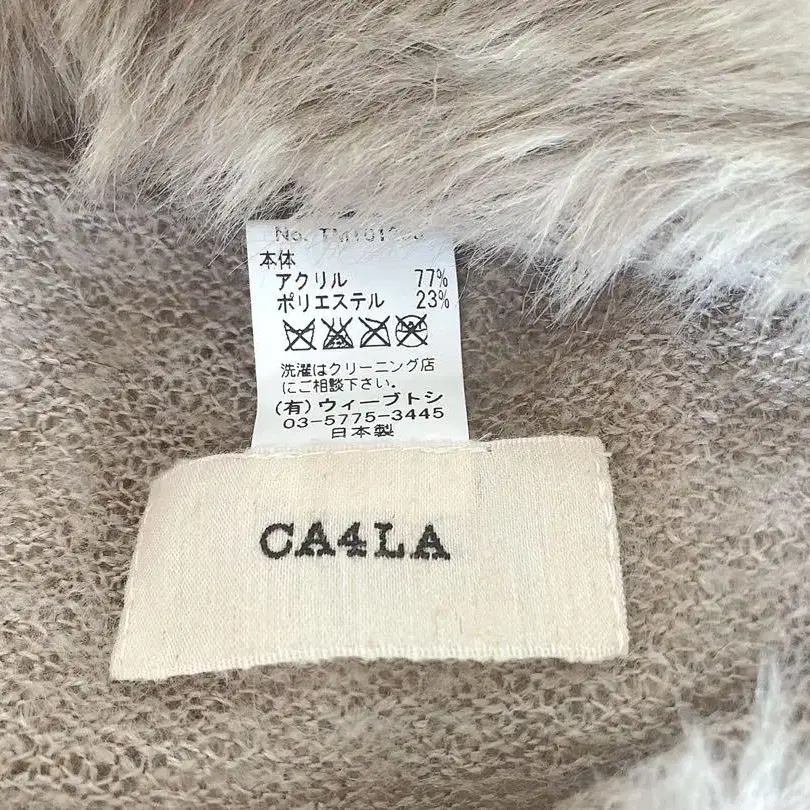 No.
本体
アクリル 77%
ポリエステル 23%
洗濯はクリーニング店
にご相談下さい。
(有)ウィーブトシ
03-5775-3445
日本製
CA4LA